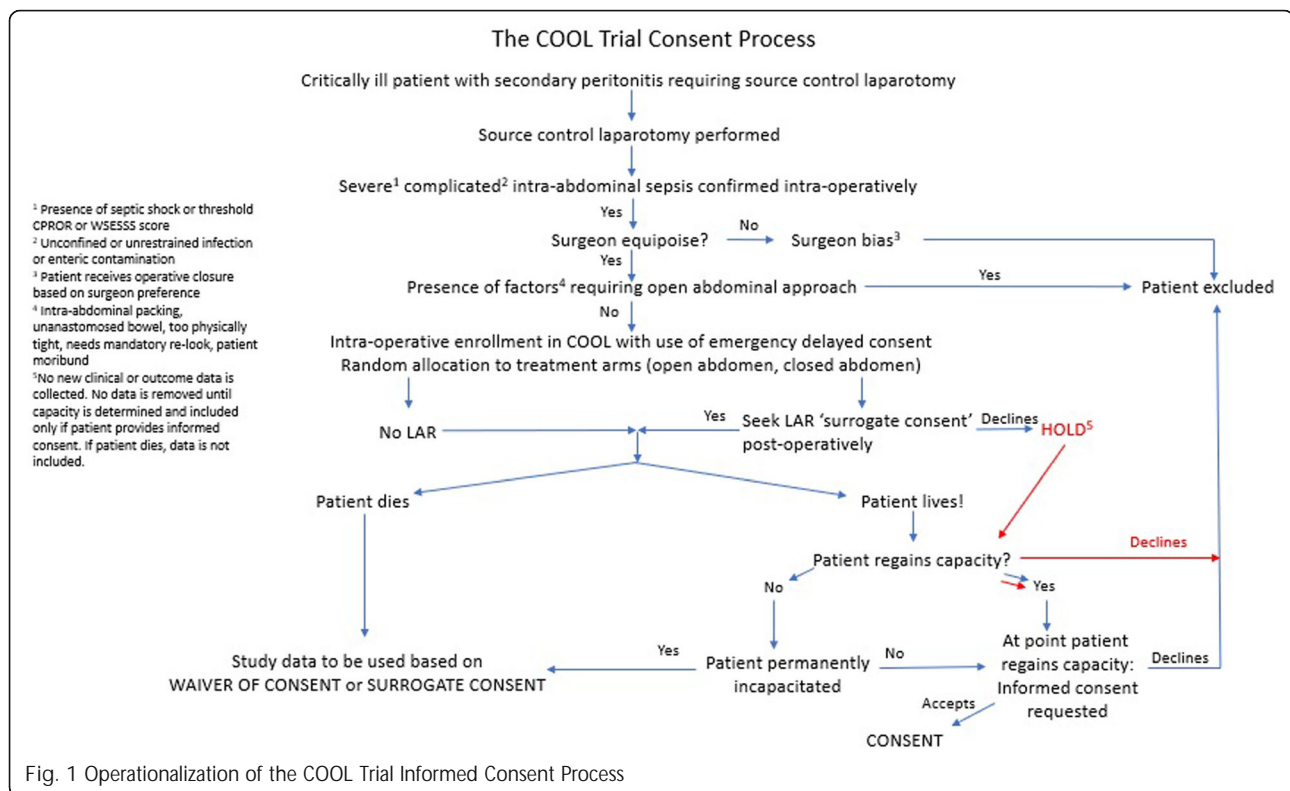 The COOL Trial Consent Process
Critically ill patient with secondary peritonitis requiring source control laparotomy
Source control laparotomy performed
Severe¹ complicated² intra-abdominal sepsis confirmed intra-operatively
Yes
Surgeon equipoise?
No
Surgeon bias³
Yes
Presence of factors⁴ requiring open abdominal approach
Yes
Patient excluded
No
Intra-operative enrollment in COOL with use of emergency delayed consent
Random allocation to treatment arms (open abdomen, closed abdomen)
No LAR
Yes
Seek LAR ‘surrogate consent’
post-operatively
Declines
HOLD⁵
Patient dies
Patient lives!
Patient regains capacity?
Declines
No
Yes
Study data to be used based on
WAIVER OF CONSENT or SURROGATE CONSENT
Yes
Patient permanently
incapacitated
No
At point patient
regains capacity:
Informed consent
requested
Declines
Accepts
CONSENT
¹ Presence of septic shock or threshold
CPROR or WSESSS score
² Unconfined or unrestrained infection
or enteric contamination
³ Patient receives operative closure
based on surgeon preference
⁴ Intra-abdominal packing,
unanastomosed bowel, too physically
tight, needs mandatory re-look, patient
moribund
⁵No new clinical or outcome data is
collected. No data is removed until
capacity is determined and included
only if patient provides informed
consent. If patient dies, data is not
included.
Fig. 1 Operationalization of the COOL Trial Informed Consent Process